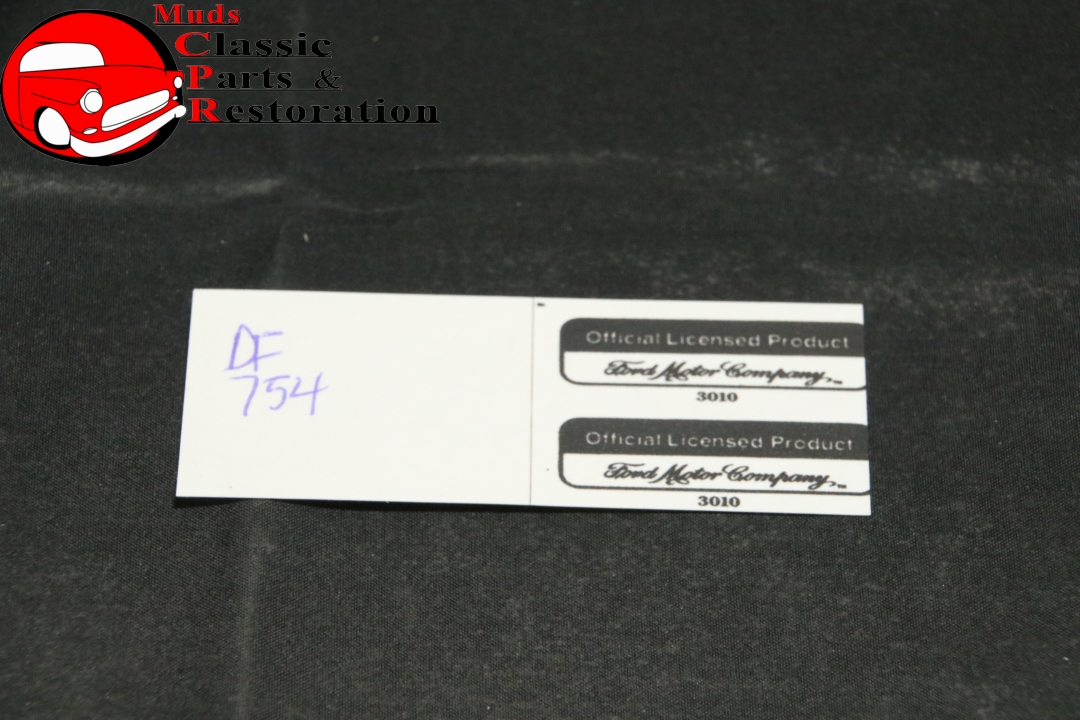 Muds
Classic
Parts &
Restoration
DF
754
Official Licensed Product
Ford Motor Company
3010
Official Licensed Product
Ford Motor Company
3010